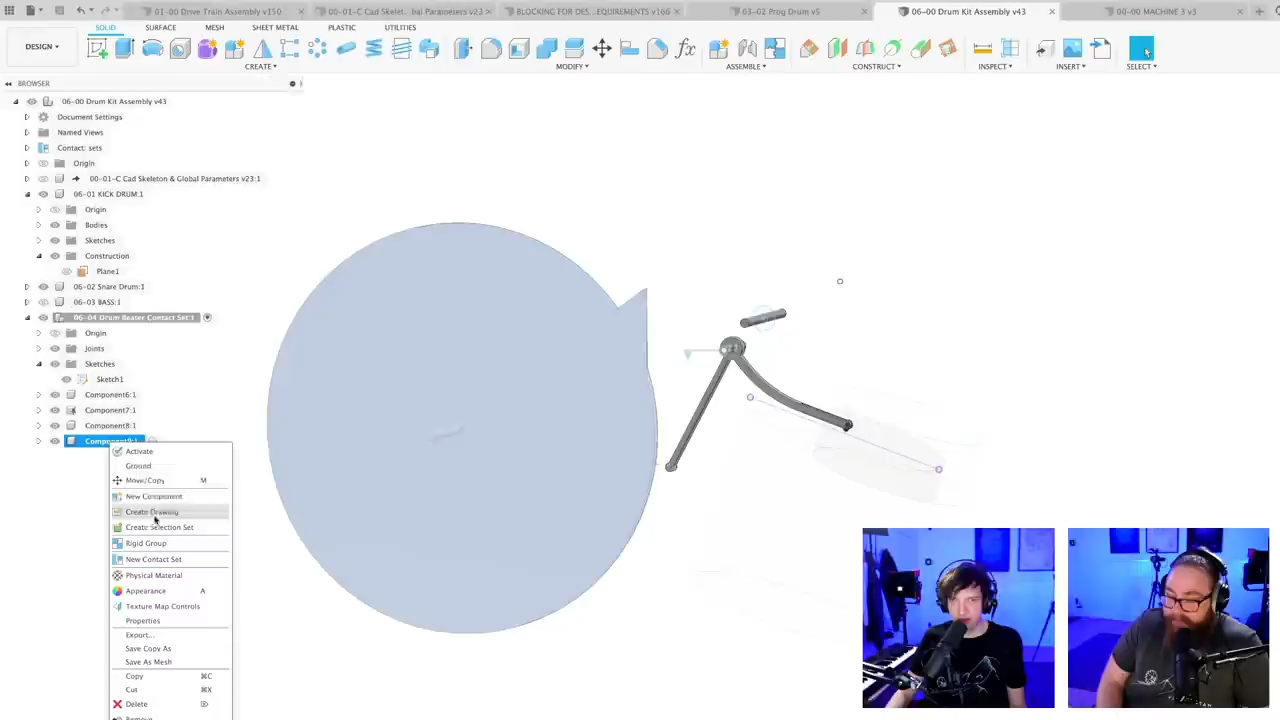 01-00 Drive Train Assembly v150
00-01-C Cad Skelet...bal Parameters v23
BLOCKING FOR DES...EQUIREMENTS v160
03-02 Prog Drum v5
06-00 Drum Kit Assembly v43
00-00 MACHINE 3 v3
SOLID
SURFACE
MESH
SHEET METAL
PLASTIC
UTILITIES
DESIGN
CREATE
MODIFY
ASSEMBLE
CONSTRUCT
INSPECT
INSERT
SELECT
BROWSER
06-00 Drum Kit Assembly v43
Document Settings
Named Views
Contact: sets
Origin
00-01-C Cad Skeleton & Global Parameters v23:1
06-01 KICK DRUM:1
Origin
Bodies
Sketches
Construction
Plane1
06-02 Snare Drum:1
06-03 BASS:1
06-04 Drum Beater Contact Set:1
Origin
Joints
Sketches
Sketch1
Component6:1
Component7:1
Component8:1
Component9:1
Activate
Ground
Move/Copy M
New Component
Create Drawing
Create Selection Set
Rigid Group
New Contact Set
Physical Material
Appearance A
Texture Map Controls
Properties
Export...
Save Copy As
Save As Mesh
Copy ⌘C
Cut ⌘X
Delete
Remove